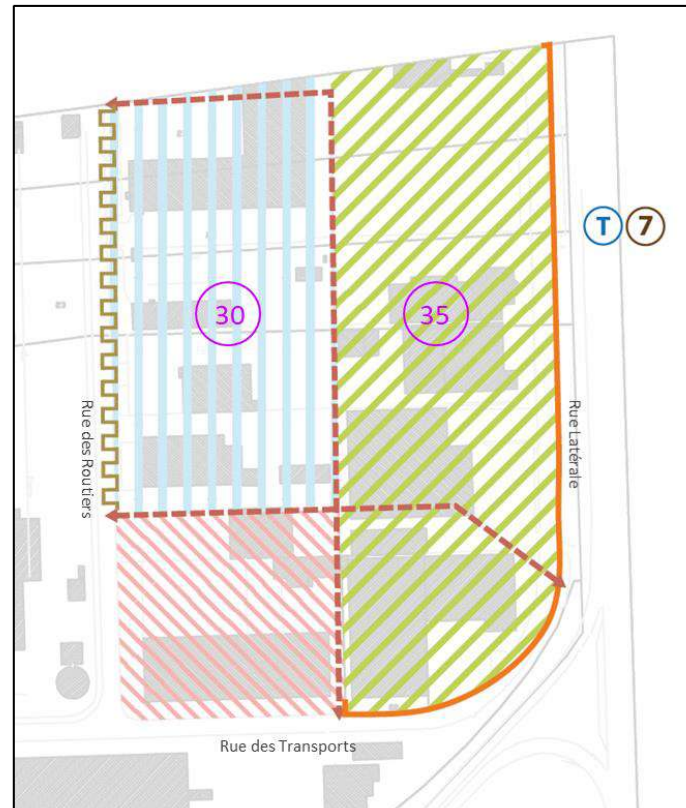 T 7
30
35
Rue des Routiers
Rue Latérale
Rue des Transports